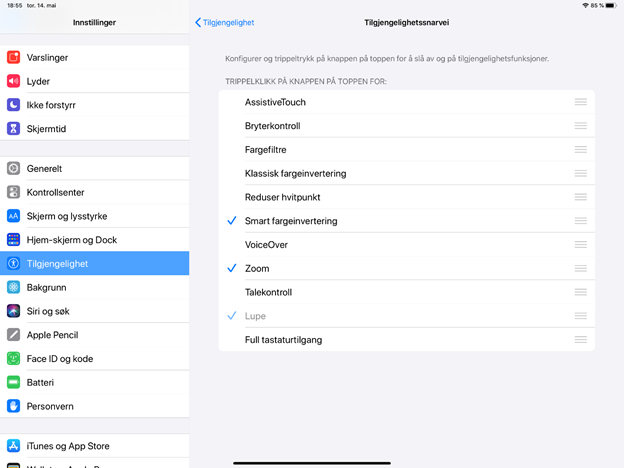 18:55 tor. 14. mai
85 %
Innstillinger
Varslinger
Lyder
Ikke forstyrr
Skjermtid
Generelt
Kontrollsenter
AA Skjerm og lysstyrke
Hjem-skjerm og Dock
Tilgjengelighet
Bakgrunn
Siri og søk
Apple Pencil
Face ID og kode
Batteri
Personvern
iTunes og App Store
Tilgjengelighet
Tilgjengelighetssnarvei
Konfigurer og trippeltrykk på knappen på toppen for å slå av og på tilgjengelighetsfunksjoner.
TRIPPELKLIKK PÅ KNAPPEN PÅ TOPPEN FOR:
AssistiveTouch
Bryterkontroll
Fargefiltre
Klassisk fargeinvertering
Reduser hvitpunkt
Smart fargeinvertering
VoiceOver
Zoom
Talekontroll
Lupe
Full tastaturtilgang